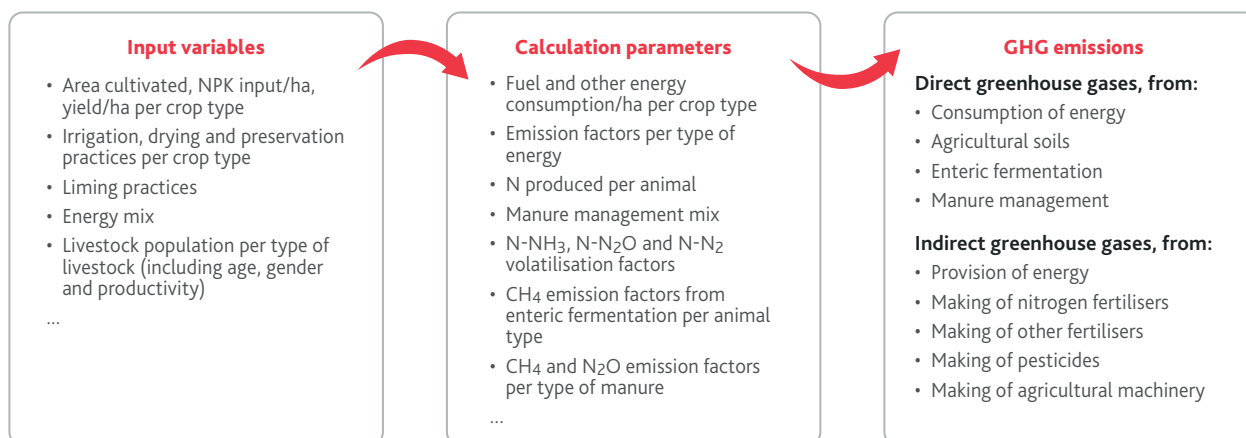 Input variables
• Area cultivated, NPK input/ha,
yield/ha per crop type
• Irrigation, drying and preservation
practices per crop type
• Liming practices
• Energy mix
• Livestock population per type of
livestock (including age, gender
and productivity)
...
Calculation parameters
• Fuel and other energy
consumption/ha per crop type
• Emission factors per type of
energy
• N produced per animal
• Manure management mix
• N-NH₃, N-N₂O and N-N₂
volatilisation factors
• CH₄ emission factors from
enteric fermentation per animal
type
• CH₄ and N₂O emission factors
per type of manure
...
GHG emissions
Direct greenhouse gases, from:
• Consumption of energy
• Agricultural soils
• Enteric fermentation
• Manure management
Indirect greenhouse gases, from:
• Provision of energy
• Making of nitrogen fertilisers
• Making of other fertilisers
• Making of pesticides
• Making of agricultural machinery